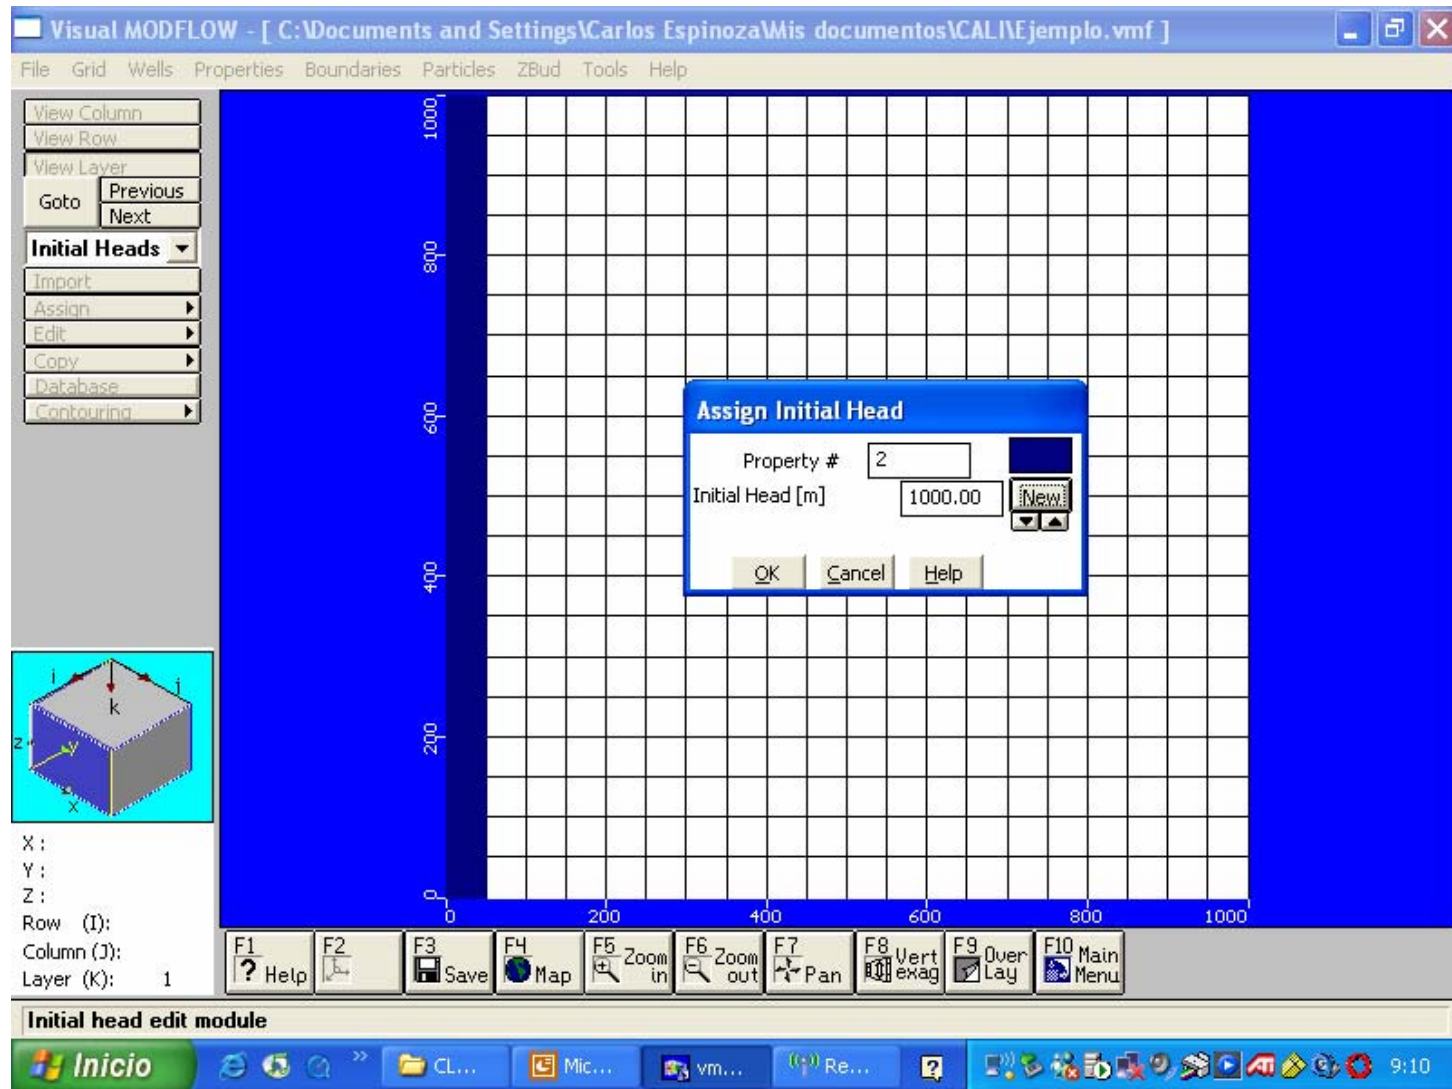 Visual MODFLOW - [ C:\Documents and Settings\Carlos Espinoza\Mis documentos\CALI\Ejemplo.vmf ]
File Grid Wells Properties Boundaries Particles ZBud Tools Help
View Column
View Row
View Layer
Goto
Previous
Next
Initial Heads
Import
Assign
Edit
Copy
Database
Contouring
1000
800
600
400
200
0
0 200 400 600 800 1000
Assign Initial Head
Property # 2
Initial Head [m] 1000.00 New
OK Cancel Help
i j
k
z y
x
X :
Y :
Z :
Row (I):
Column (J):
Layer (K): 1
F1 ? Help
F2
F3 Save
F4 Map
F5 Zoom in
F6 Zoom out
F7 Pan
F8 Vert exag
F9 Over Lay
F10 Main Menu
Initial head edit module
Inicio » CL... Mic... vm... Re... ? ATI 9:10